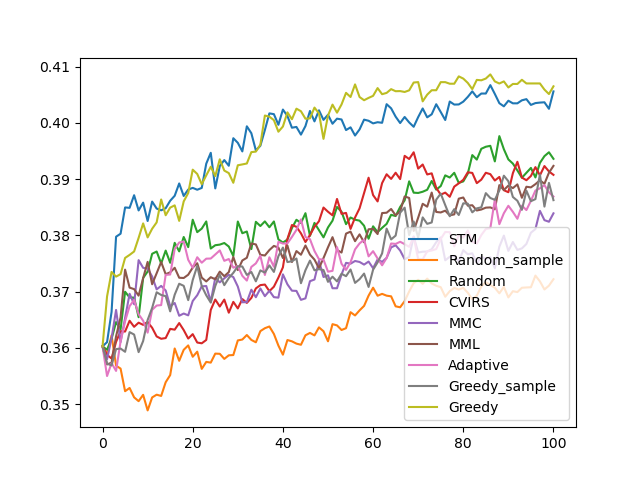 0.41
0.40
0.39
0.38
0.37
0.36
0.35
0
20
40
60
80
100
STM
Random_sample
Random
CVIRS
MMC
MML
Adaptive
Greedy_sample
Greedy